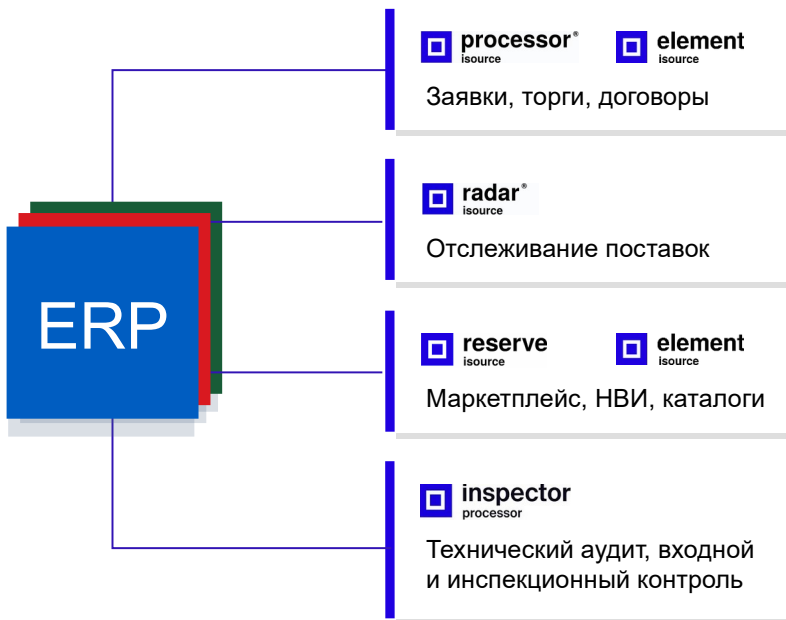 processor® element
isource isource
Заявки, торги, договоры
radar®
isource
Отслеживание поставок
ERP
reserve element
isource isource
Маркетплейс, НВИ, каталоги
inspector
processor
Технический аудит, входной
и инспекционный контроль